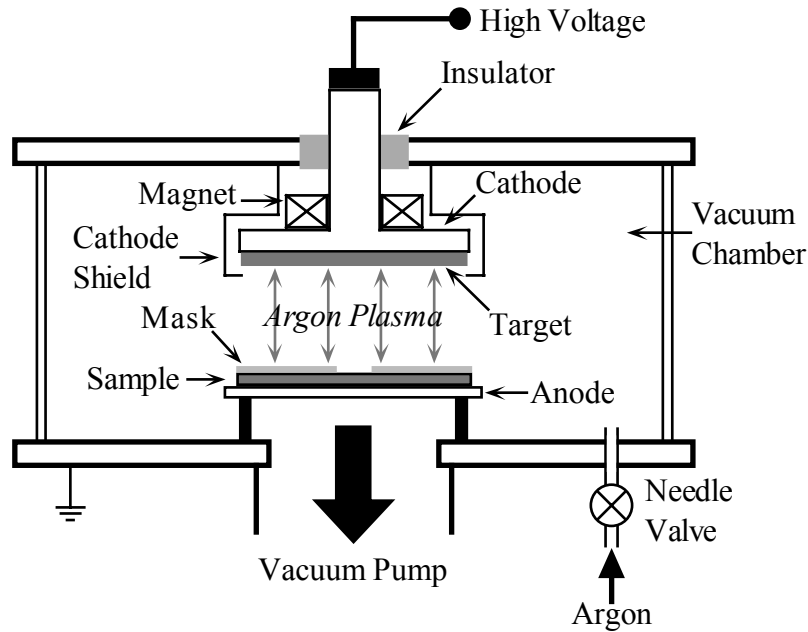 High Voltage
Insulator
Magnet
Cathode
Vacuum
Chamber
Cathode
Shield
Argon Plasma
Target
Mask
Sample
Anode
Needle
Valve
Vacuum Pump
Argon